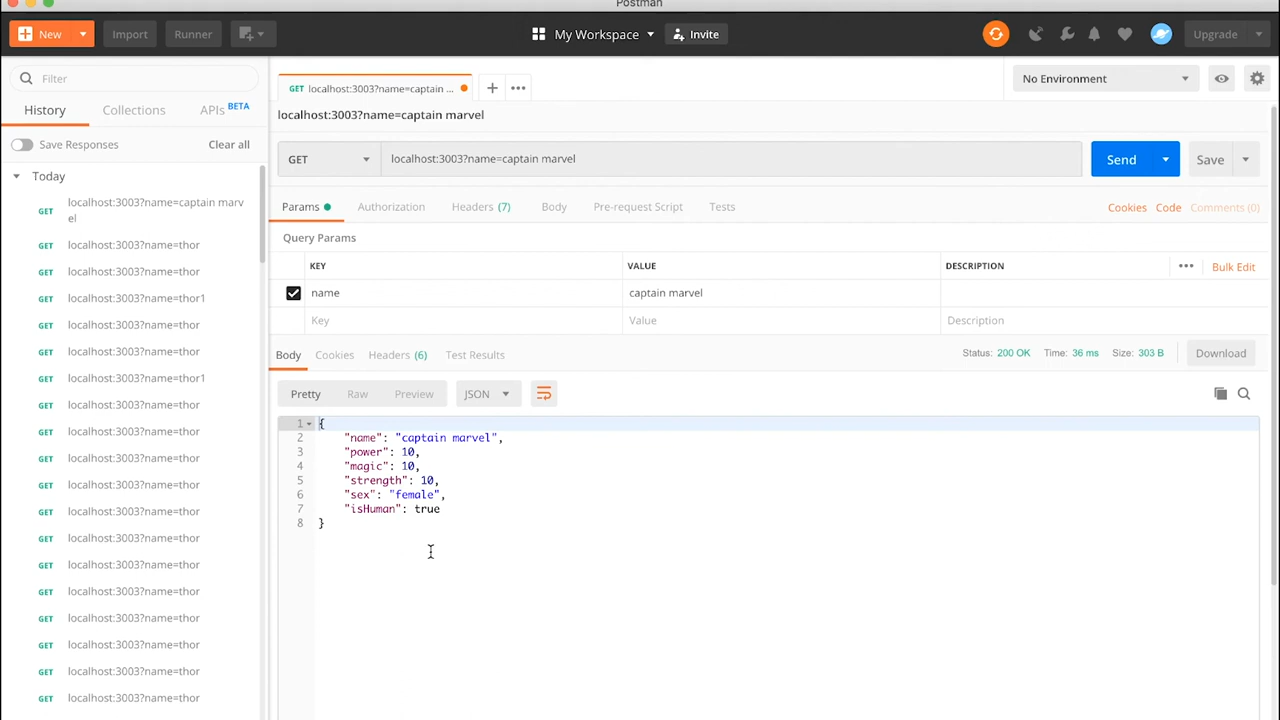 Postman
New
Import
Runner
My Workspace
Invite
Upgrade
Filter
History
Collections
APIs BETA
Save Responses
Clear all
Today
GET localhost:3003?name=captain marv
el
GET localhost:3003?name=thor
GET localhost:3003?name=thor
GET localhost:3003?name=thor1
GET localhost:3003?name=thor
GET localhost:3003?name=thor
GET localhost:3003?name=thor1
GET localhost:3003?name=thor
GET localhost:3003?name=thor
GET localhost:3003?name=thor
GET localhost:3003?name=thor
GET localhost:3003?name=thor
GET localhost:3003?name=thor
GET localhost:3003?name=thor
GET localhost:3003?name=thor
GET localhost:3003?name=thor
GET localhost:3003?name=thor
GET localhost:3003?name=thor
GET localhost:3003?name=thor
GET localhost:3003?name=captain ...
No Environment
localhost:3003?name=captain marvel
GET
localhost:3003?name=captain marvel
Send
Save
Params
Authorization
Headers (7)
Body
Pre-request Script
Tests
Cookies
Code
Comments (0)
Query Params
KEY
VALUE
DESCRIPTION
Bulk Edit
name
captain marvel
Key
Value
Description
Body
Cookies
Headers (6)
Test Results
Status: 200 OK
Time: 36 ms
Size: 303 B
Download
Pretty
Raw
Preview
JSON
1 {
2 "name": "captain marvel",
3 "power": 10,
4 "magic": 10,
5 "strength": 10,
6 "sex": "female",
7 "isHuman": true
8 }